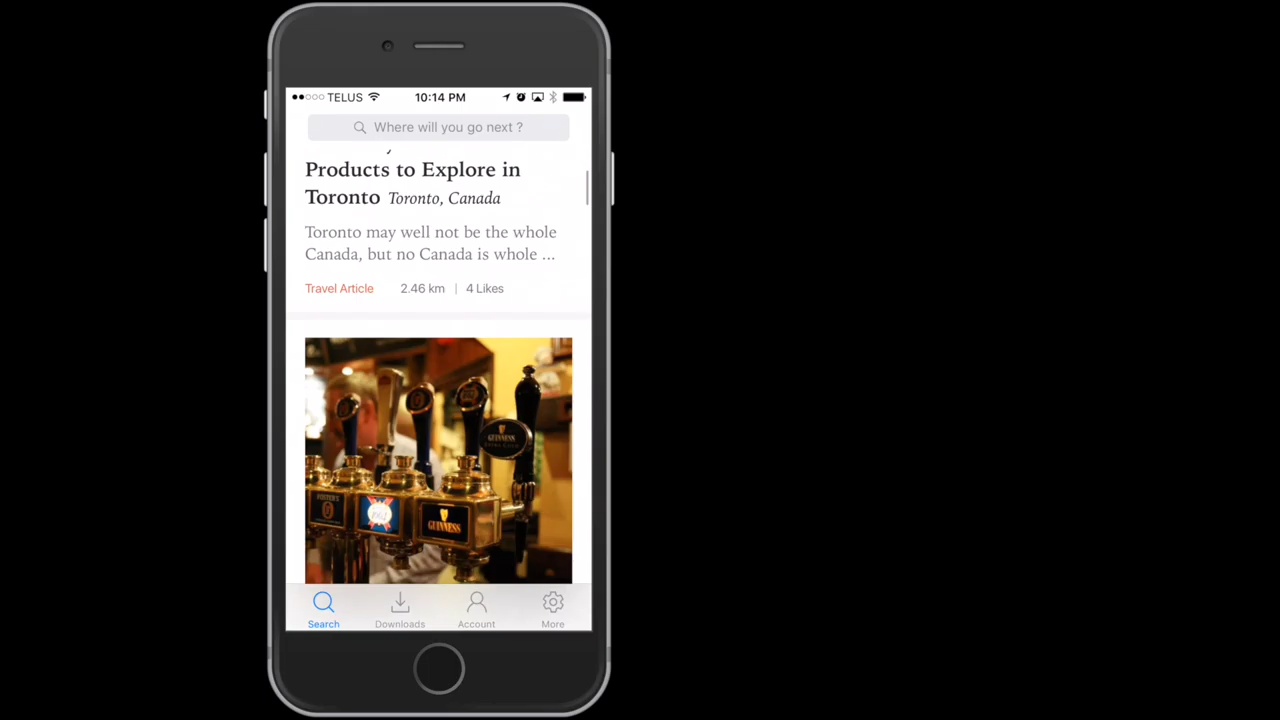 TELUS 10:14 PM
Where will you go next ?
Products to Explore in
Toronto Toronto, Canada
Toronto may well not be the whole
Canada, but no Canada is whole ...
Travel Article 2.46 km | 4 Likes
GUINNESS
FOSTER'S
GUINNESS
Search Downloads Account More